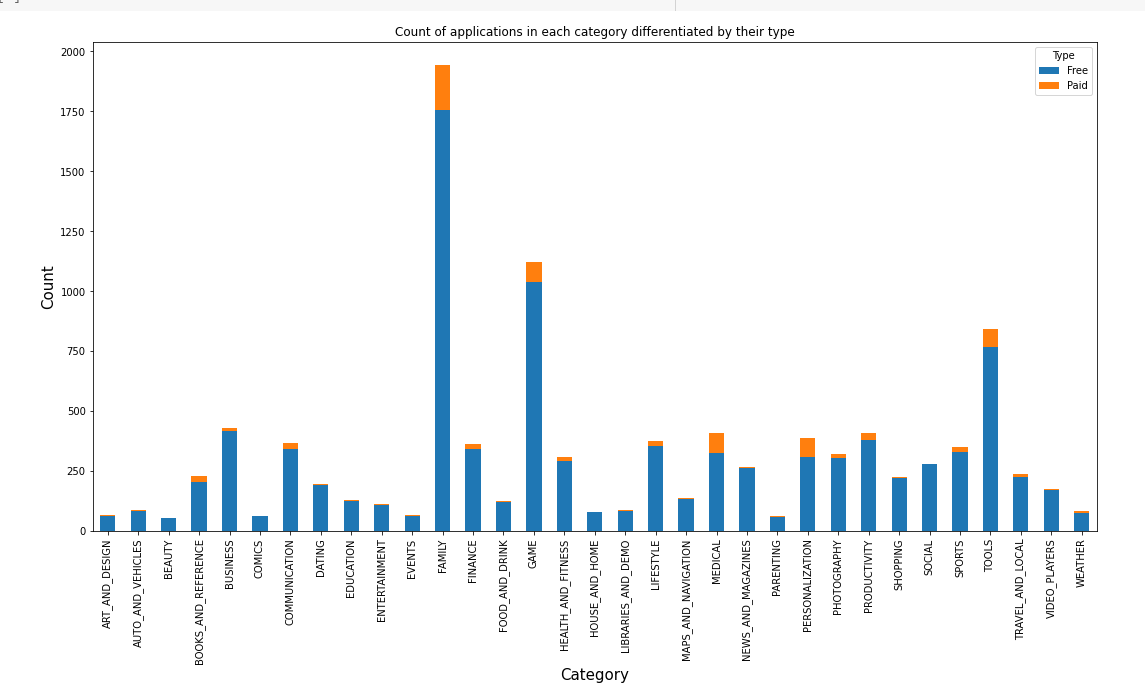 Count of applications in each category differentiated by their type
Type
Free
Paid
2000
1750
1500
1250
1000
750
500
250
0
Count
ART_AND_DESIGN
AUTO_AND_VEHICLES
BEAUTY
BOOKS_AND_REFERENCE
BUSINESS
COMICS
COMMUNICATION
DATING
EDUCATION
ENTERTAINMENT
EVENTS
FAMILY
FINANCE
FOOD_AND_DRINK
GAME
HEALTH_AND_FITNESS
HOUSE_AND_HOME
LIBRARIES_AND_DEMO
LIFESTYLE
MAPS_AND_NAVIGATION
MEDICAL
NEWS_AND_MAGAZINES
PARENTING
PERSONALIZATION
PHOTOGRAPHY
PRODUCTIVITY
SHOPPING
SOCIAL
SPORTS
TOOLS
TRAVEL_AND_LOCAL
VIDEO_PLAYERS
WEATHER
Category